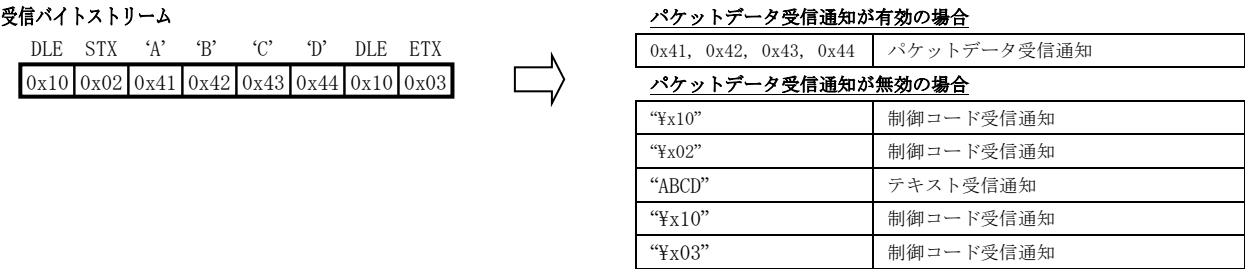 受信バイトストリーム
DLE STX ‘A’ ‘B’ ‘C’ ‘D’ DLE ETX
0x10 0x02 0x41 0x42 0x43 0x44 0x10 0x03
パケットデータ受信通知が有効の場合
0x41, 0x42, 0x43, 0x44 パケットデータ受信通知
パケットデータ受信通知が無効の場合
“¥x10” 制御コード受信通知
“¥x02” 制御コード受信通知
“ABCD” テキスト受信通知
“¥x10” 制御コード受信通知
“¥x03” 制御コード受信通知